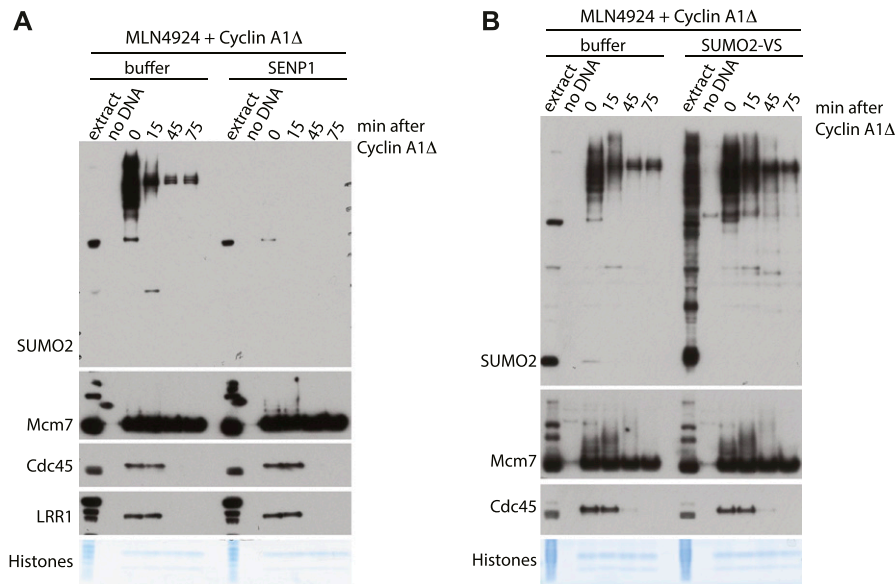 A
MLN4924 + Cyclin A1Δ
buffer SENP1
extract no DNA 0 15 45 75 extract no DNA 0 15 45 75
min after
Cyclin A1Δ
SUMO2
Mcm7
Cdc45
LRR1
Histones
B
MLN4924 + Cyclin A1Δ
buffer SUMO2-VS
extract no DNA 0 15 45 75 extract no DNA 0 15 45 75
min after
Cyclin A1Δ
SUMO2
Mcm7
Cdc45
Histones